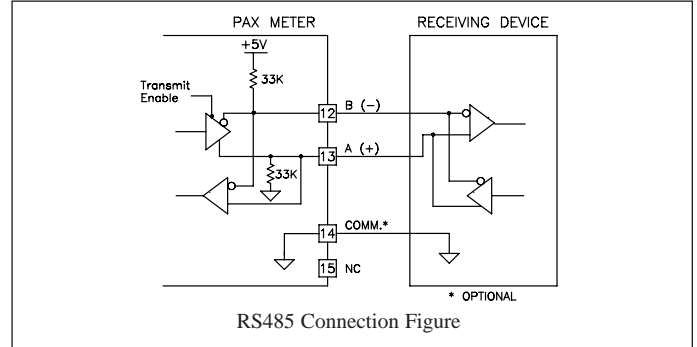 PAX METER
RECEIVING DEVICE
+5V
33K
Transmit
Enable
12 B (-)
13 A (+)
33K
14 COMM.*
15 NC
* OPTIONAL
RS485 Connection Figure